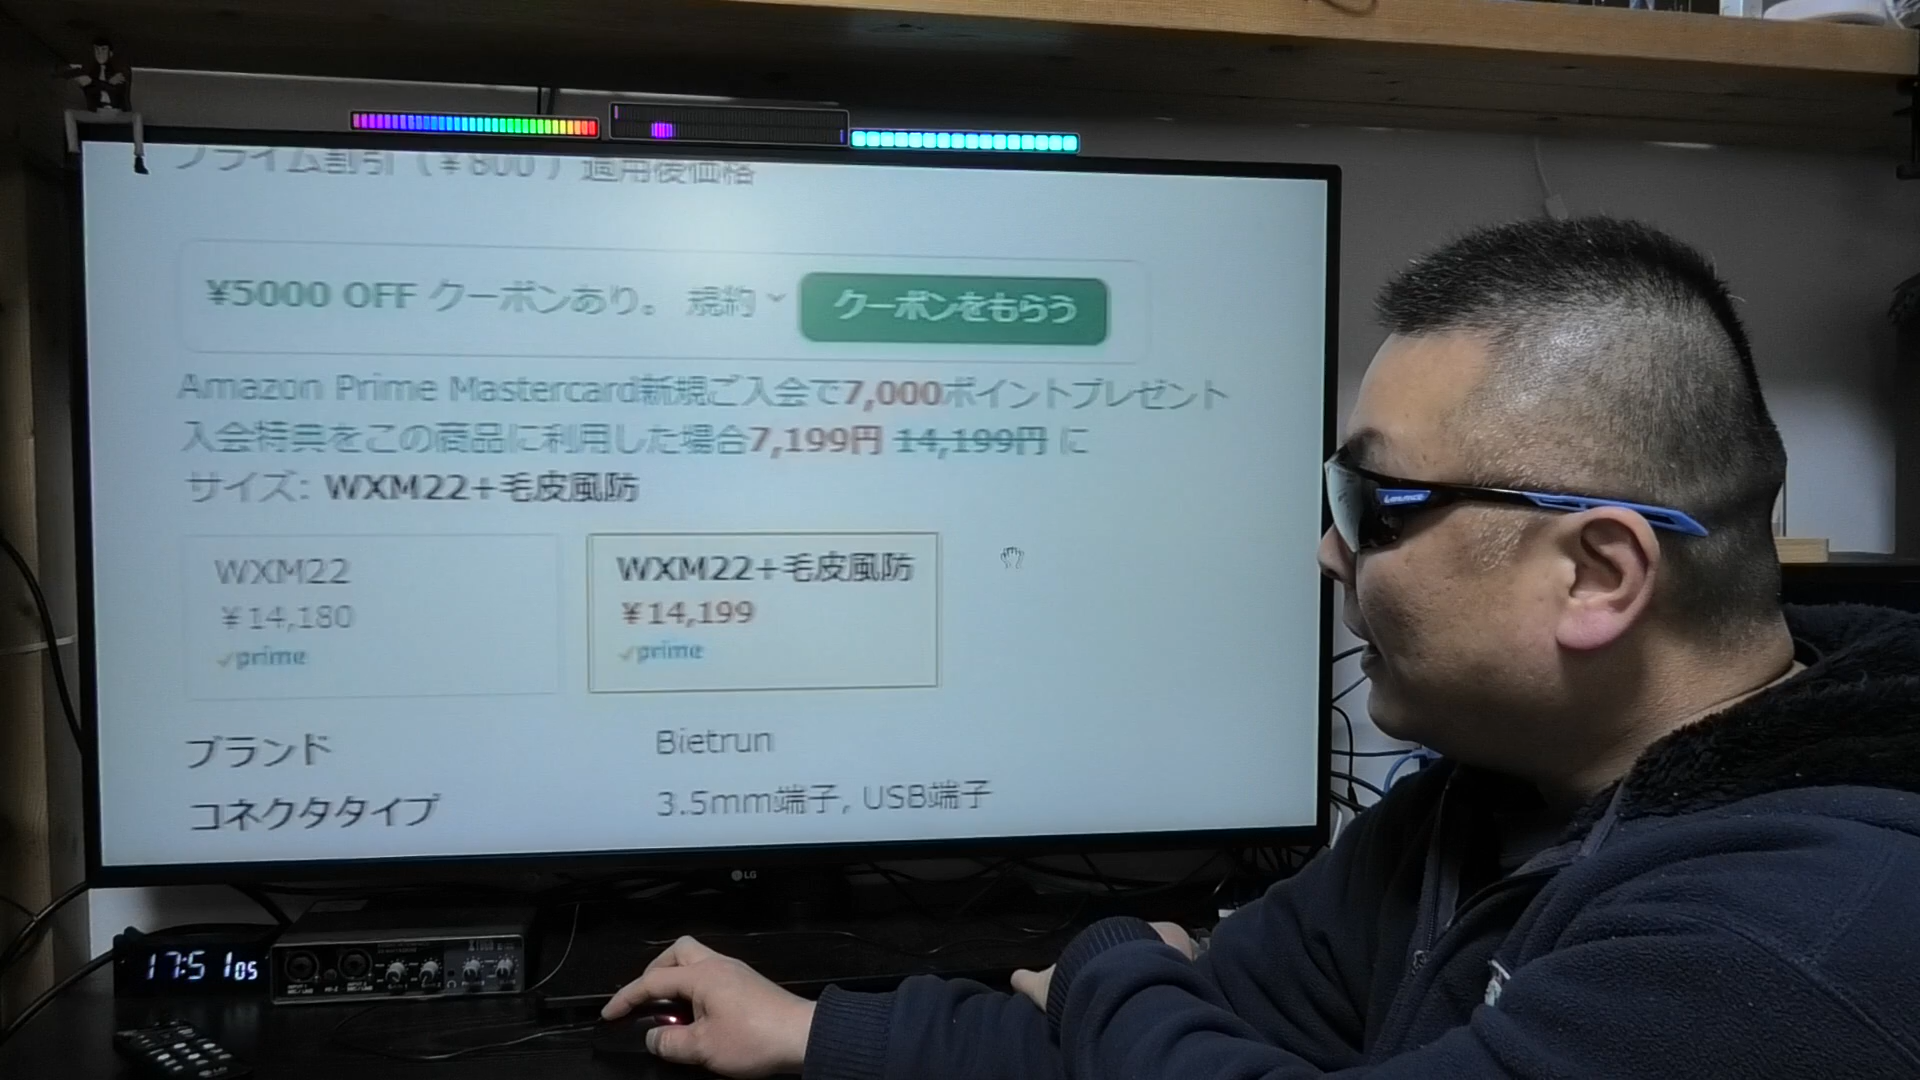 プライム割引（￥800）適用後価格
¥5000 OFF クーポンあり。 規約
クーポンをもらう
Amazon Prime Mastercard新規ご入会で7,000ポイントプレゼント
入会特典をこの商品に利用した場合7,199円 14,199円 に
サイズ: WXM22+毛皮風防
WXM22
￥14,180
prime
WXM22+毛皮風防
￥14,199
prime
ブランド Bietrun
コネクタタイプ 3.5mm端子, USB端子
LG
17:51 05